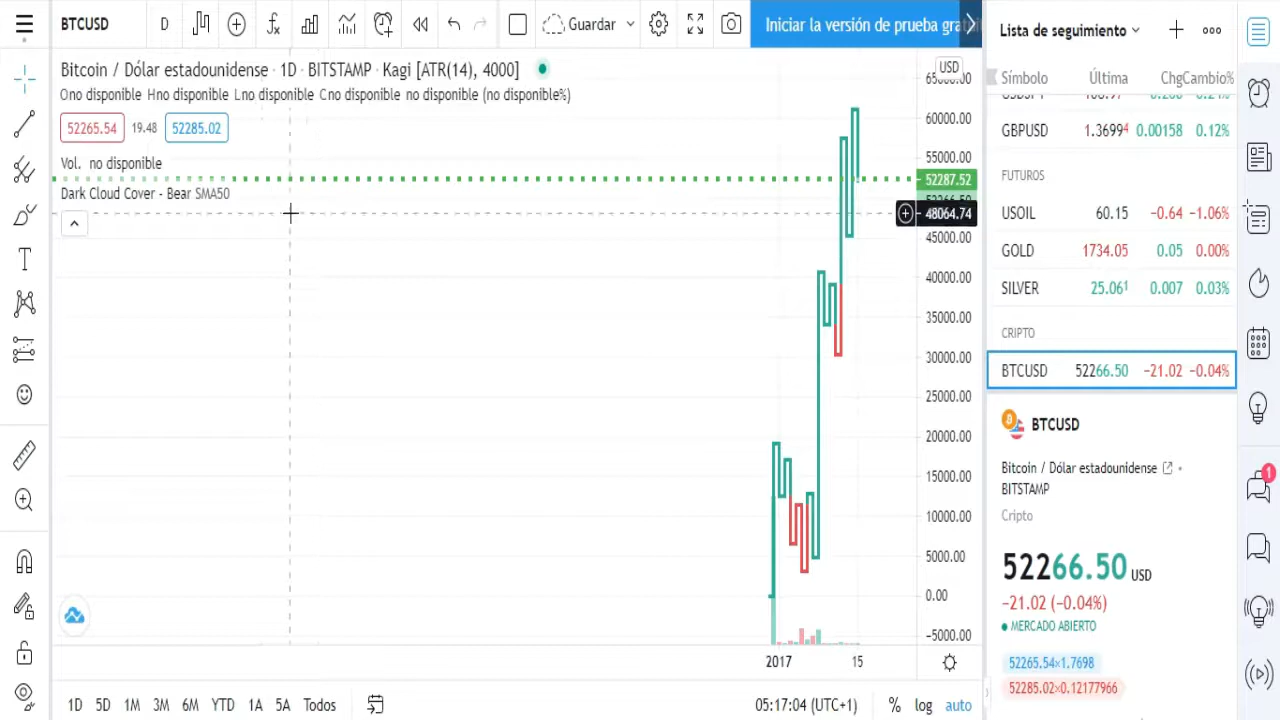 BTCUSD D Guardar Iniciar la versión de prueba
Bitcoin / Dólar estadounidense · 1D · BITSTAMP · Kagi [ATR(14), 4000]
Ono disponible Hno disponible Lno disponible Cno disponible no disponible (no disponible%)
52265.54 19.48 52285.02
Vol. no disponible
Dark Cloud Cover - Bear SMA50
USD
60000.00
55000.00
52287.52
52266.50
48064.74
45000.00
40000.00
35000.00
30000.00
25000.00
20000.00
15000.00
10000.00
5000.00
0.00
−5000.00
2017 15
1D 5D 1M 3M 6M YTD 1A 5A Todos 05:17:04 (UTC+1) % log auto
Lista de seguimiento
Símbolo Última ChgCambio%
GBPUSD 1.36994 0.00158 0.12%
FUTUROS
USOIL 60.15 −0.64 −1.06%
GOLD 1734.05 0.05 0.00%
SILVER 25.061 0.007 0.03%
CRIPTO
BTCUSD 52266.50 −21.02 −0.04%
BTCUSD
Bitcoin / Dólar estadounidense •
BITSTAMP
Cripto
52266.50 USD
−21.02 (−0.04%)
MERCADO ABIERTO
52265.54×1.7698
52285.02×0.12177966
1